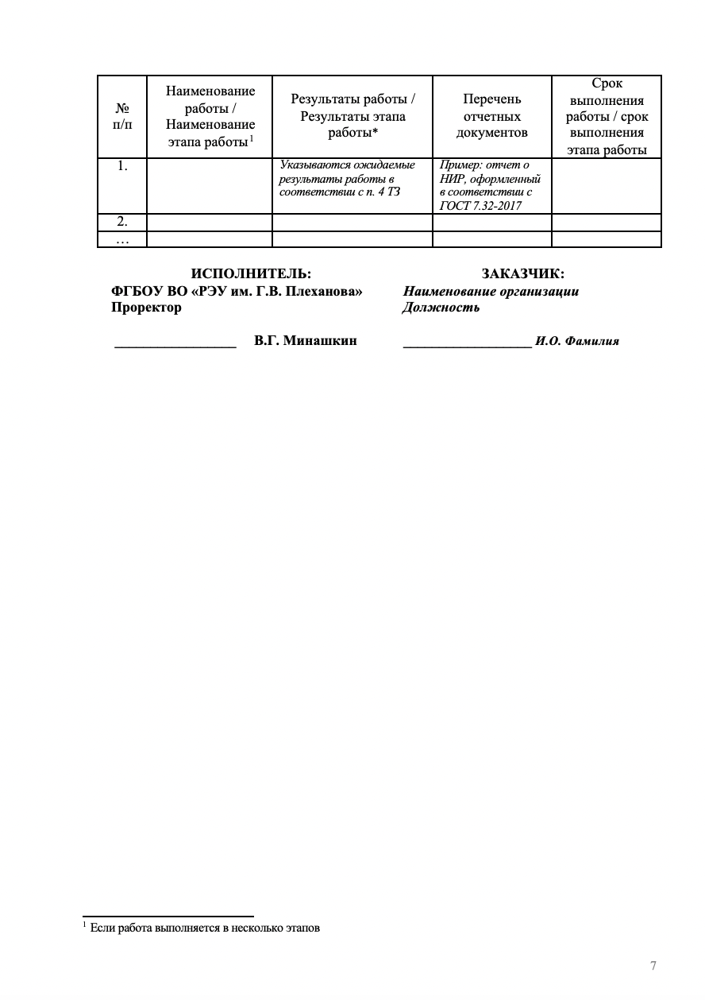 №
п/п
Наименование
работы /
Наименование
этапа работы1
Результаты работы /
Результаты этапа
работы*
Перечень
отчетных
документов
Срок
выполнения
работы / срок
выполнения
этапа работы
1.
Указываются ожидаемые
результаты работы в
соответствии с п. 4 ТЗ
Пример: отчет о
НИР, оформленный
в соответствии с
ГОСТ 7.32-2017
2.
…
ИСПОЛНИТЕЛЬ:
ФГБОУ ВО «РЭУ им. Г.В. Плеханова»
Проректор
__________________ В.Г. Минашкин
ЗАКАЗЧИК:
Наименование организации
Должность
___________________ И.О. Фамилия
1 Если работа выполняется в несколько этапов
7